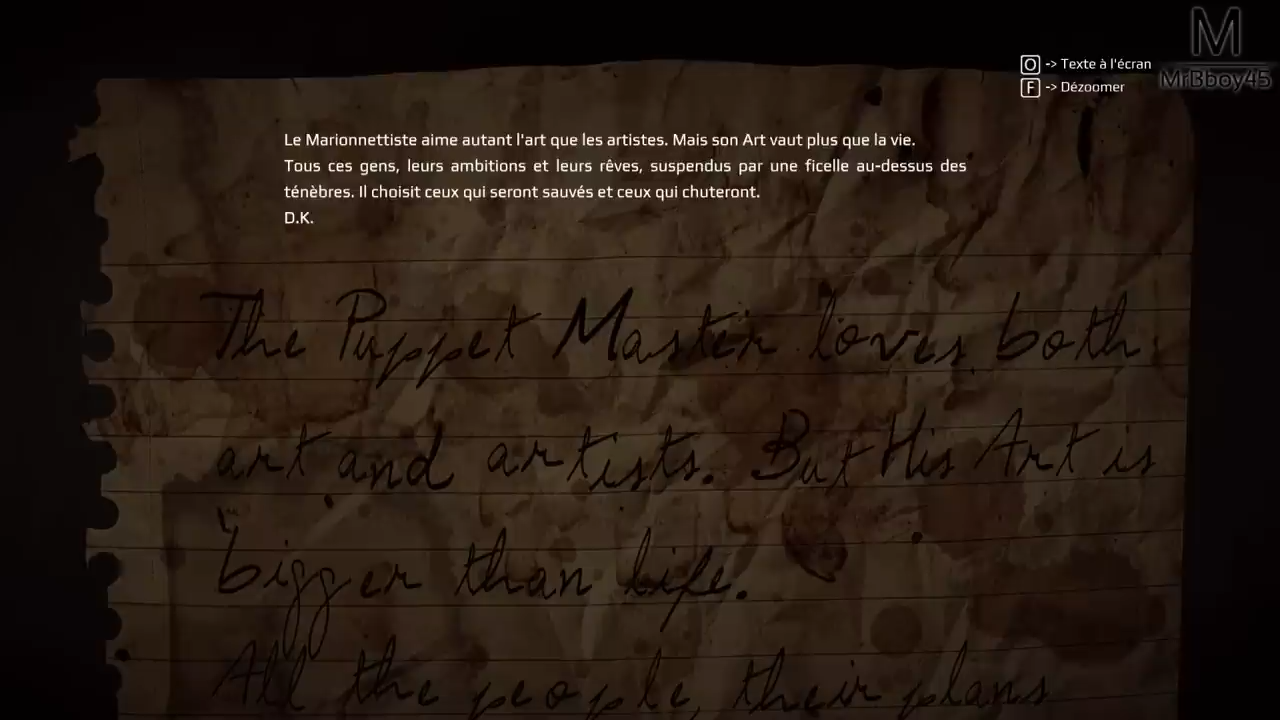 M
MrBboy45
O -> Texte à l'écran
F -> Dézoomer
Le Marionnettiste aime autant l'art que les artistes. Mais son Art vaut plus que la vie.
Tous ces gens, leurs ambitions et leurs rêves, suspendus par une ficelle au-dessus des
ténèbres. Il choisit ceux qui seront sauvés et ceux qui chuteront.
D.K.
The Puppet Master loves both
art and artists. But His Art is
bigger than life.
All the people, their plans